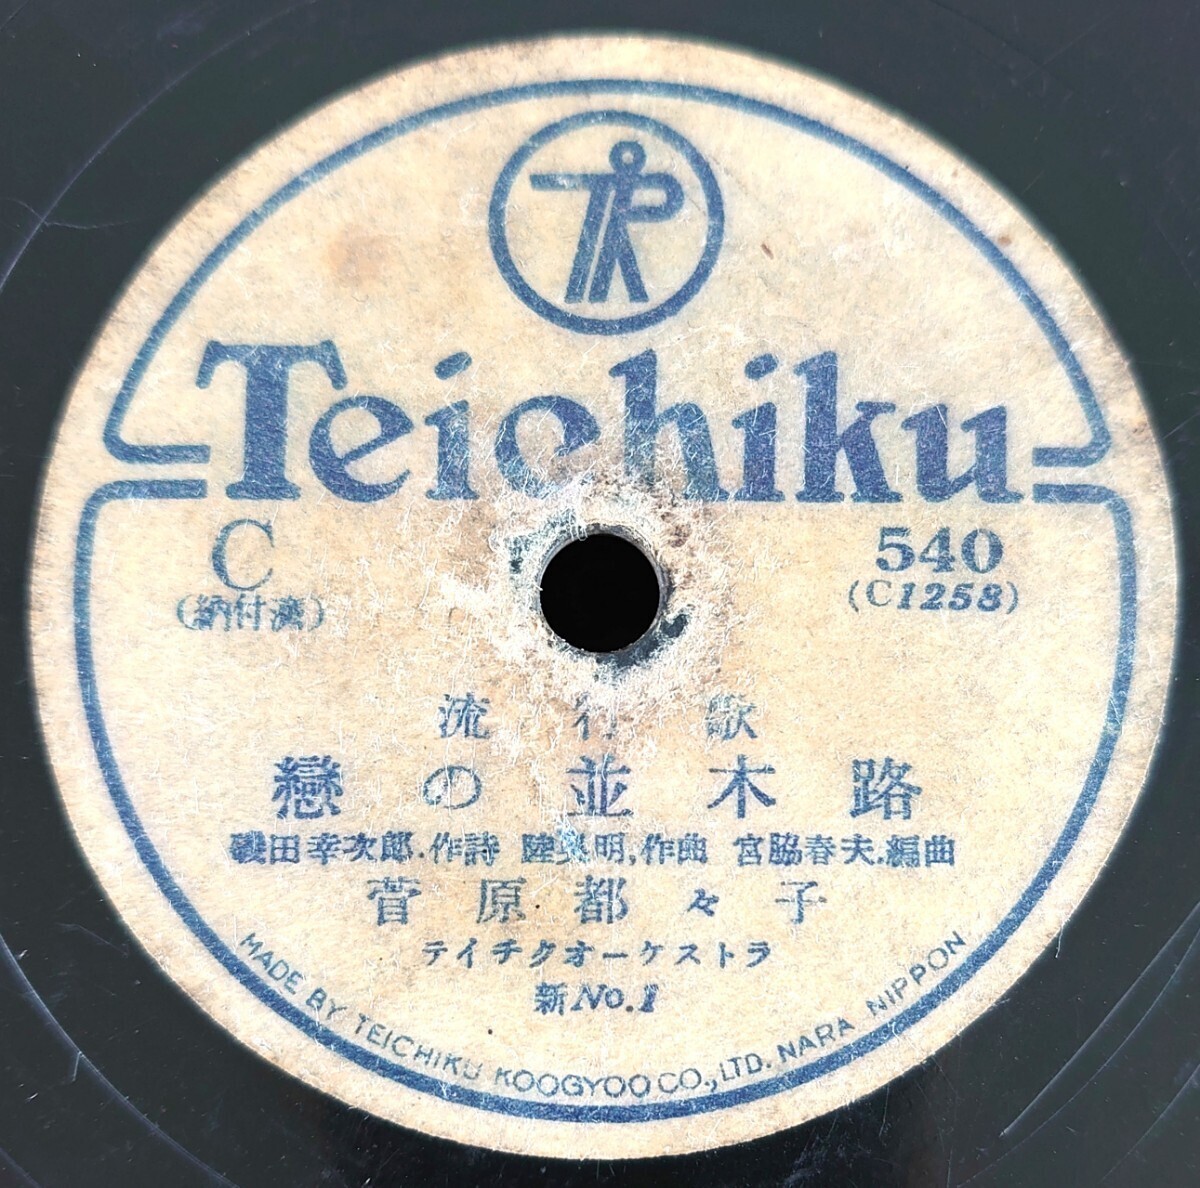 Teichiku
C
(納付濟)
540
(C1258)
流行歌
戀の並木路
磯田幸次郎.作詩 陸奥明.作曲 宮脇春夫.編曲
菅原都々子
テイチクオーケストラ
新No.1
MADE BY TEICHIKU KOOGYOO CO., LTD. NARA NIPPON